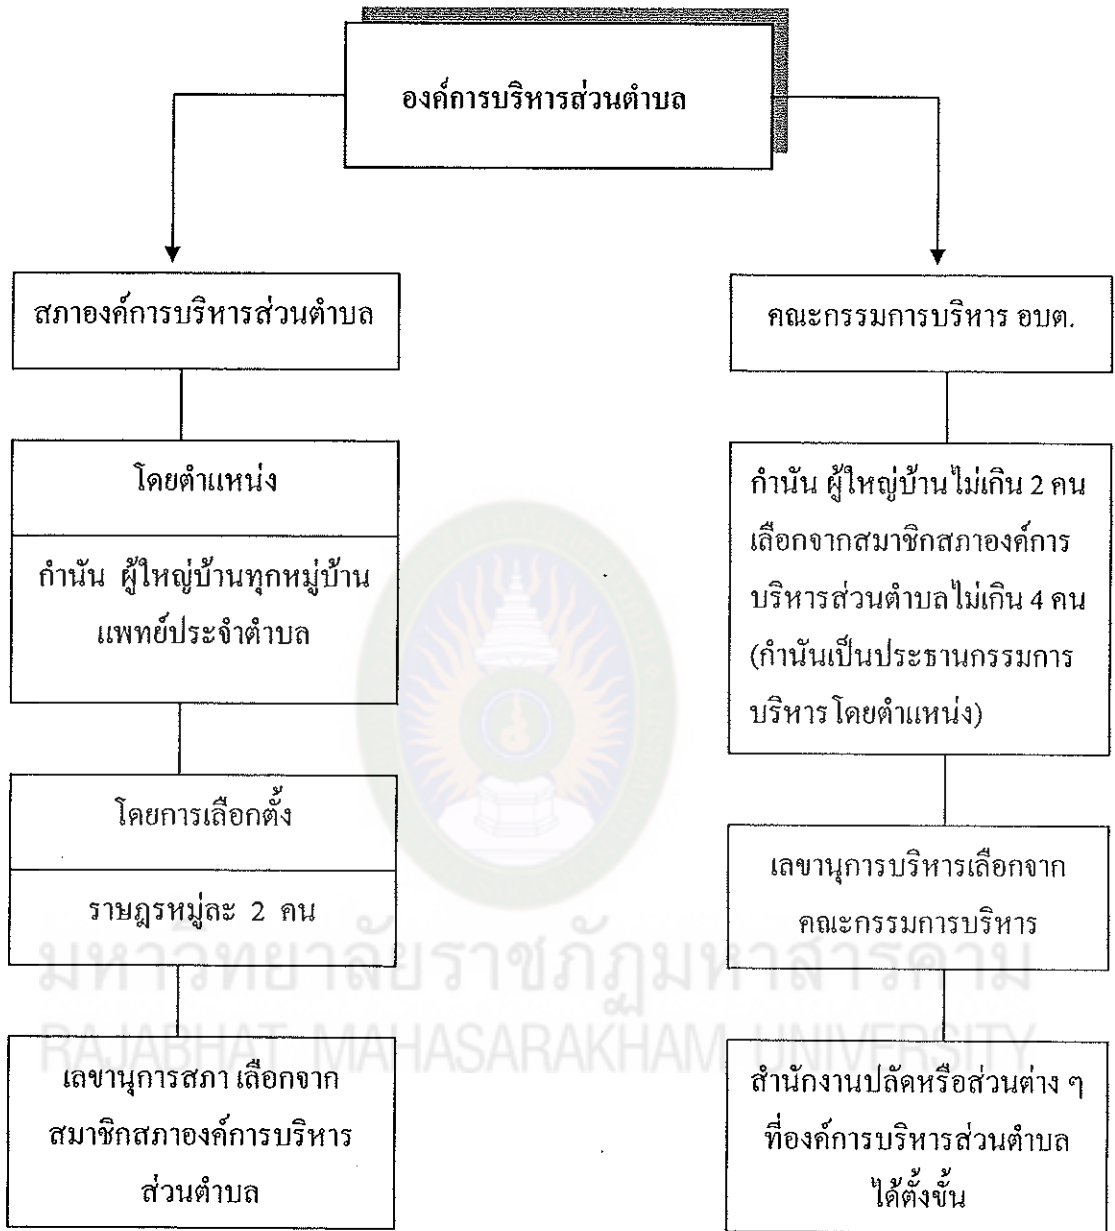 องค์การบริหารส่วนตำบล
สภาองค์การบริหารส่วนตำบล
โดยตำแหน่ง
กำนัน ผู้ใหญ่บ้านทุกหมู่บ้าน
แพทย์ประจำตำบล
โดยการเลือกตั้ง
ราษฎรหมู่ละ 2 คน
เลขานุการสภา เลือกจาก
สมาชิกสภาองค์การบริหาร
ส่วนตำบล
คณะกรรมการบริหาร อบต.
กำนัน ผู้ใหญ่บ้านไม่เกิน 2 คน
เลือกจากสมาชิกสภาองค์การ
บริหารส่วนตำบลไม่เกิน 4 คน
(กำนันเป็นประธานกรรมการ
บริหารโดยตำแหน่ง)
เลขานุการบริหารเลือกจาก
คณะกรรมการบริหาร
สำนักงานปลัดหรือส่วนต่าง ๆ
ที่องค์การบริหารส่วนตำบล
ได้ตั้งขั้น
มหาวิทยาลัยราชภัฏมหาสารคาม
RAJABHAT MAHASARAKHAM UNIVERSITY